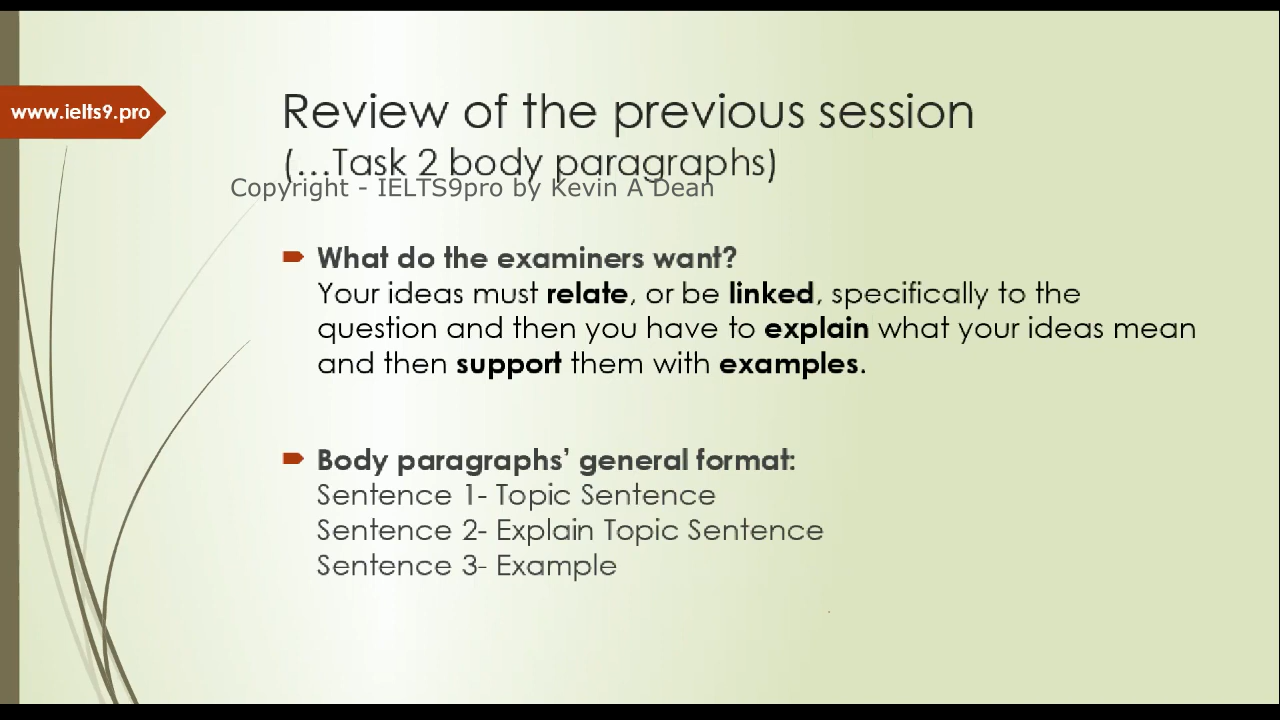 www.ielts9.pro
Review of the previous session
(...Task 2 body paragraphs)
Copyright - IELTS9pro by Kevin A Dean
What do the examiners want?
Your ideas must relate, or be linked, specifically to the
question and then you have to explain what your ideas mean
and then support them with examples.
Body paragraphs’ general format:
Sentence 1- Topic Sentence
Sentence 2- Explain Topic Sentence
Sentence 3- Example